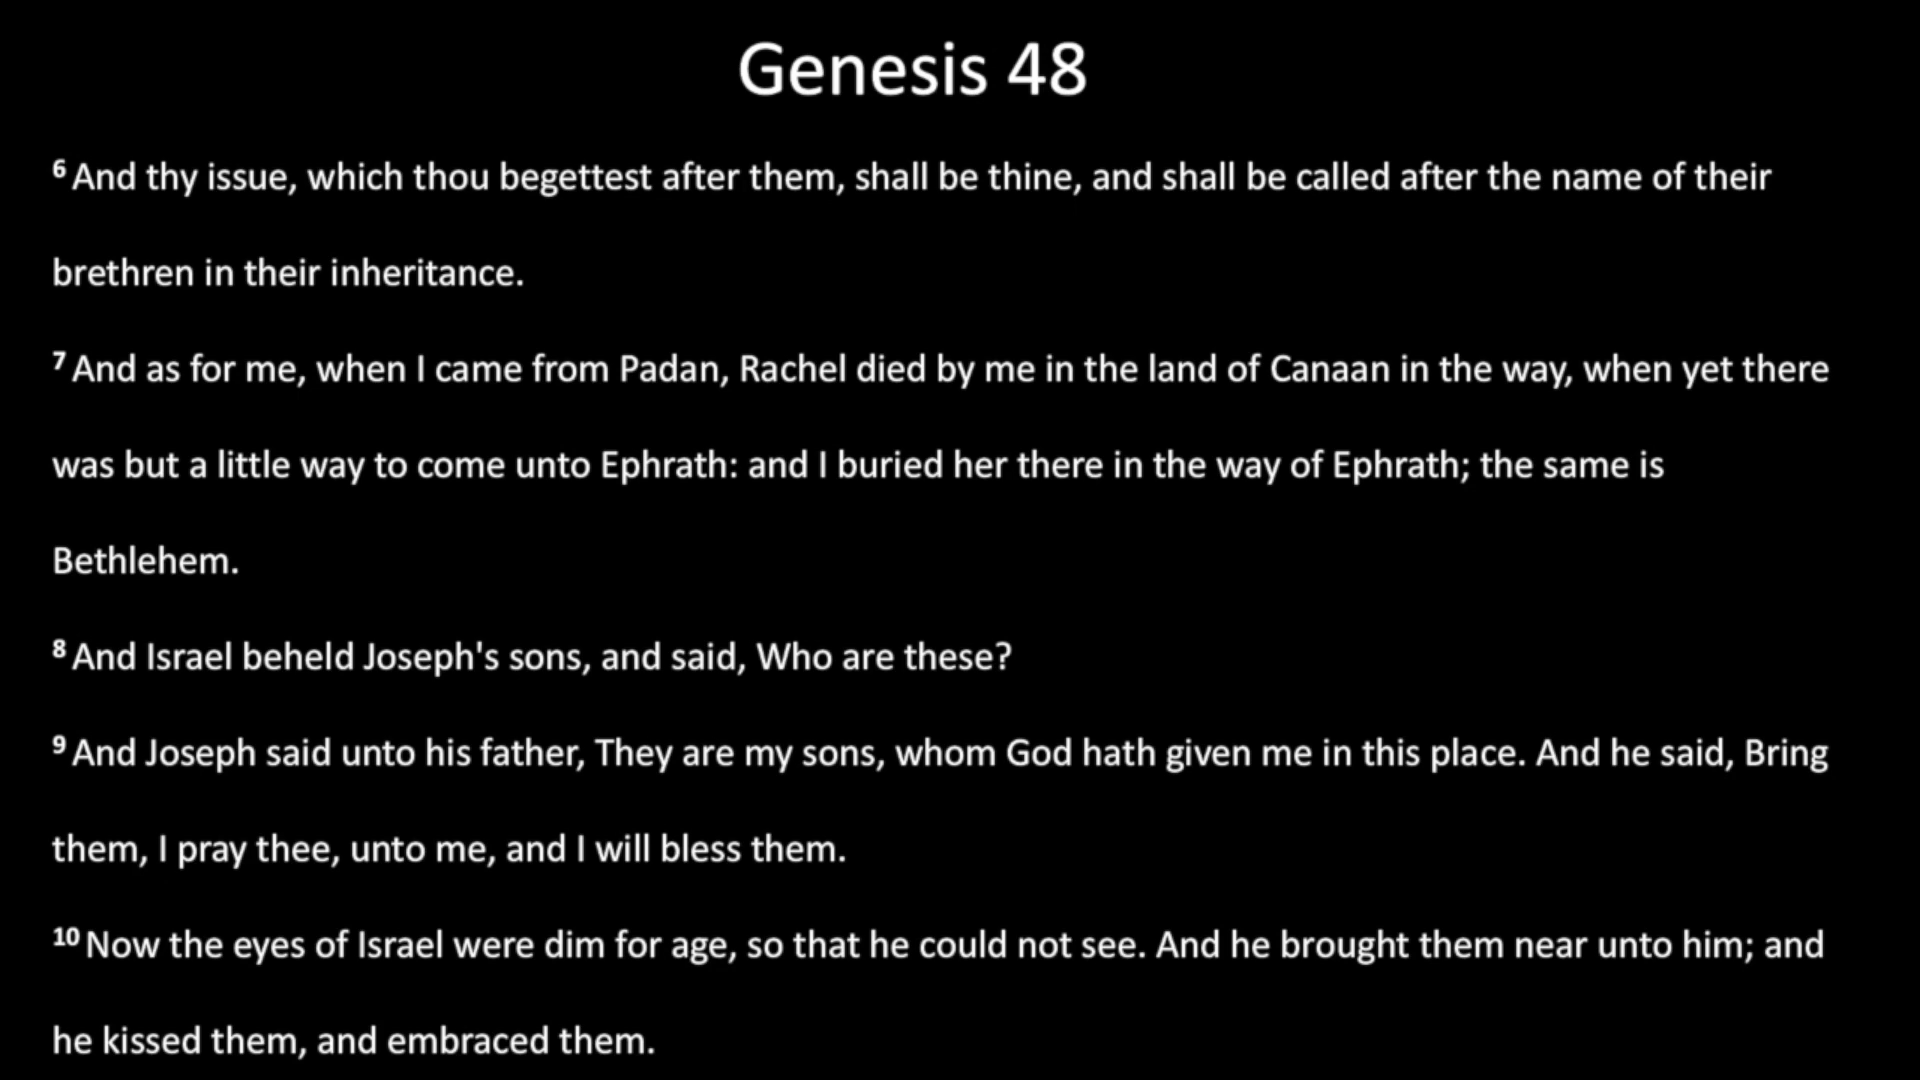 Genesis 48
6 And thy issue, which thou begettest after them, shall be thine, and shall be called after the name of their
brethren in their inheritance.
7 And as for me, when I came from Padan, Rachel died by me in the land of Canaan in the way, when yet there
was but a little way to come unto Ephrath: and I buried her there in the way of Ephrath; the same is
Bethlehem.
8 And Israel beheld Joseph's sons, and said, Who are these?
9 And Joseph said unto his father, They are my sons, whom God hath given me in this place. And he said, Bring
them, I pray thee, unto me, and I will bless them.
10 Now the eyes of Israel were dim for age, so that he could not see. And he brought them near unto him; and
he kissed them, and embraced them.